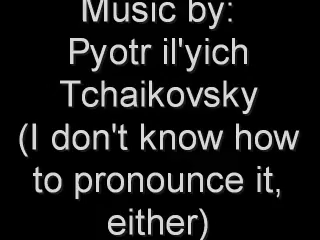 Music by:
Pyotr il'yich
Tchaikovsky
(I don't know how
to pronounce it,
either)